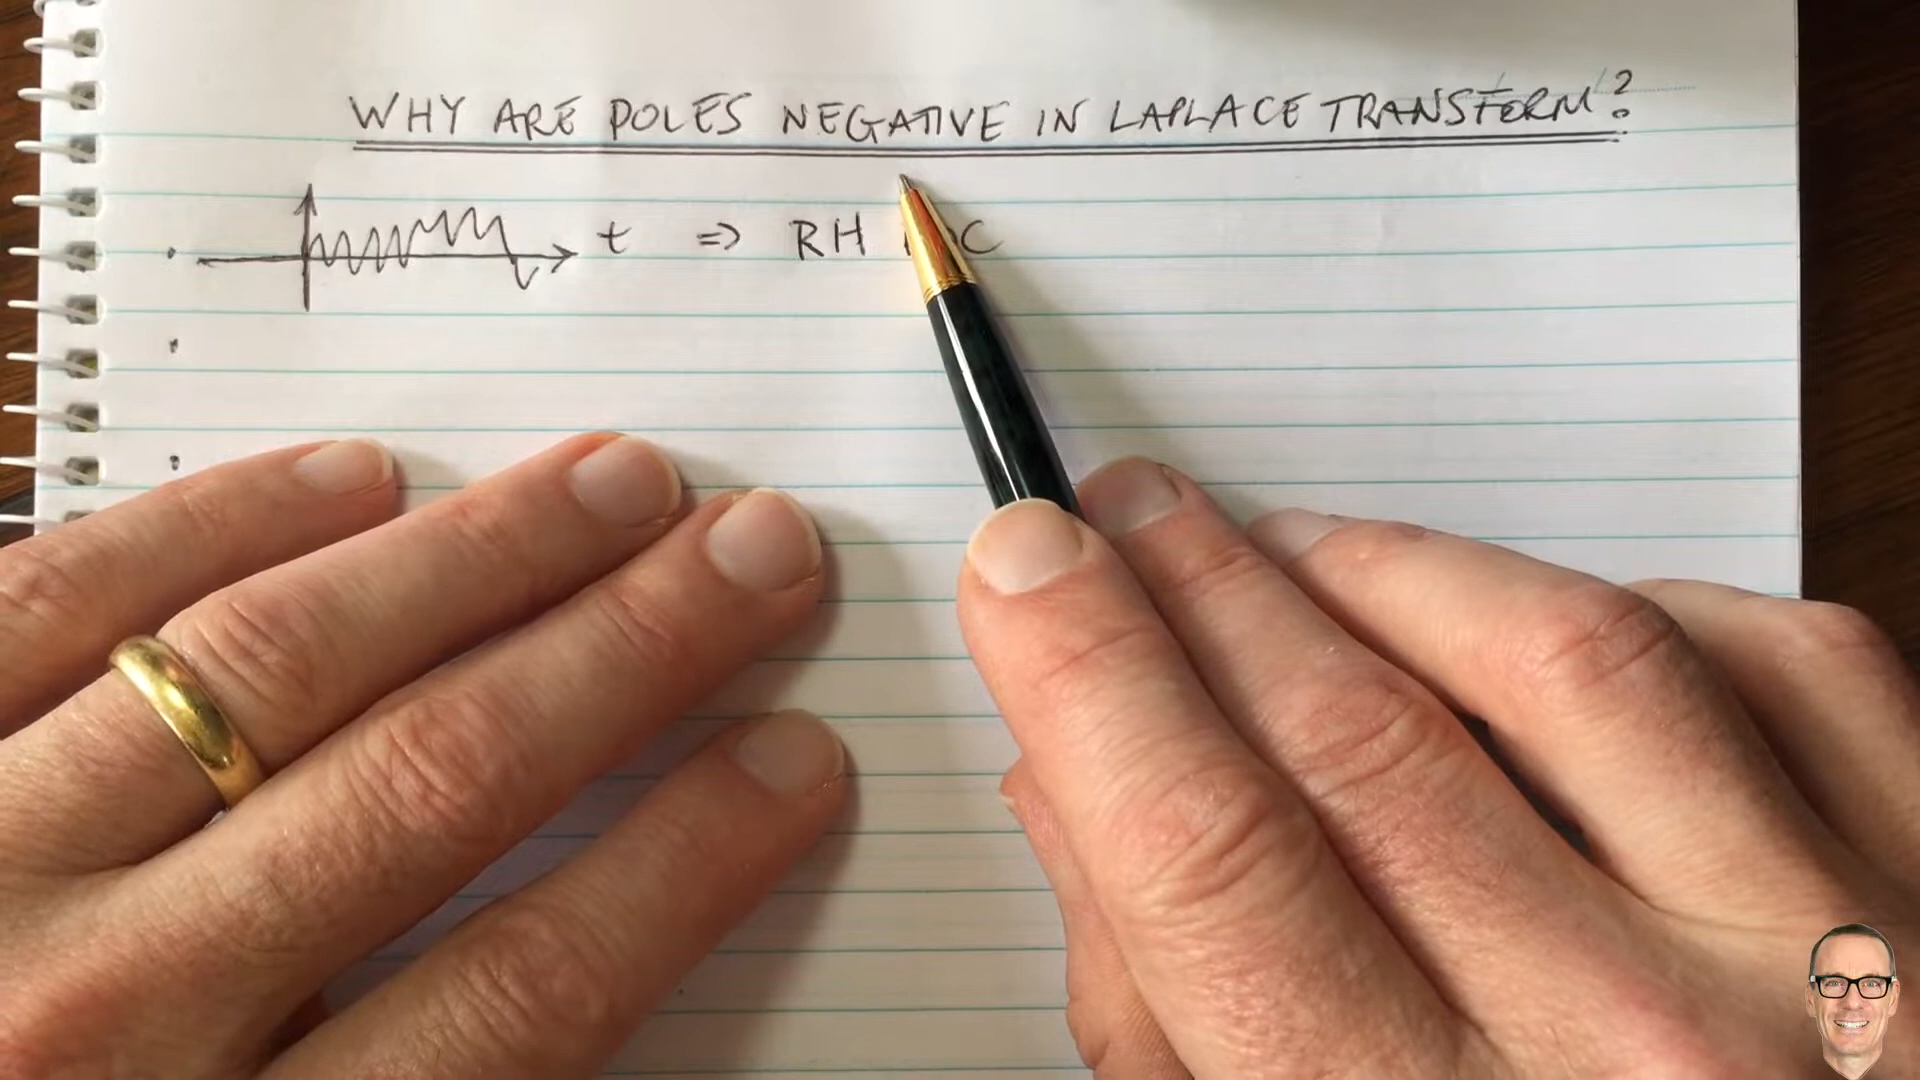 WHY ARE POLES NEGATIVE IN LAPLACE TRANSFORM?
t => RH